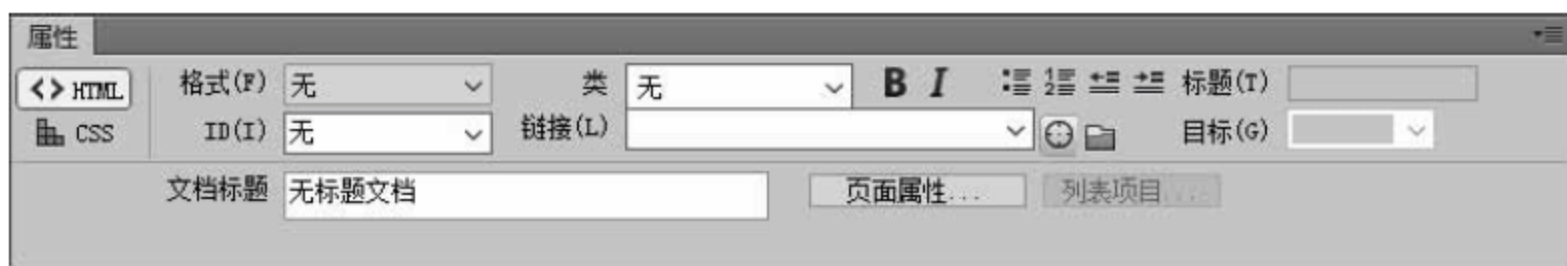 属性
<> HTML 格式(F) 无 类 无 B I 标题(T)
CSS ID(I) 无 链接(L) 目标(G)
文档标题 无标题文档 页面属性... 列表项目...